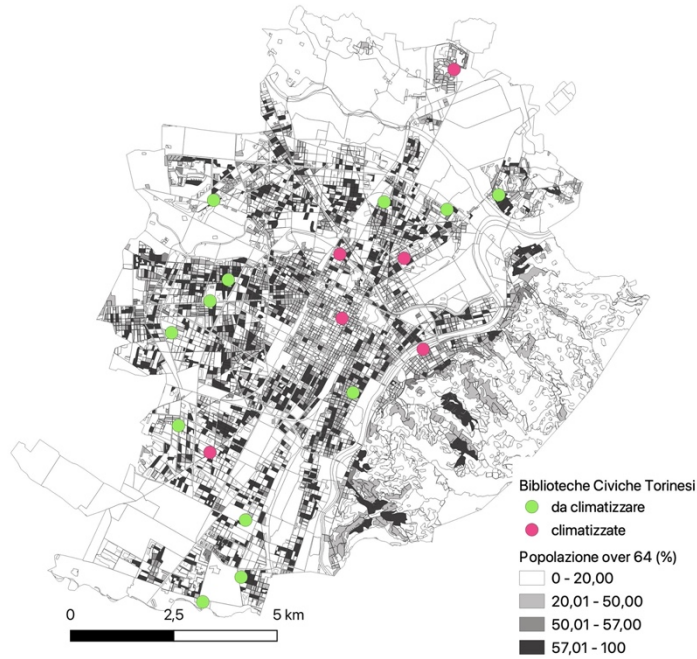 Biblioteche Civiche Torinesi
da climatizzare
climatizzate
Popolazione over 64 (%)
0 - 20,00
20,01 - 50,00
50,01 - 57,00
57,01 - 100
0 2,5 5 km